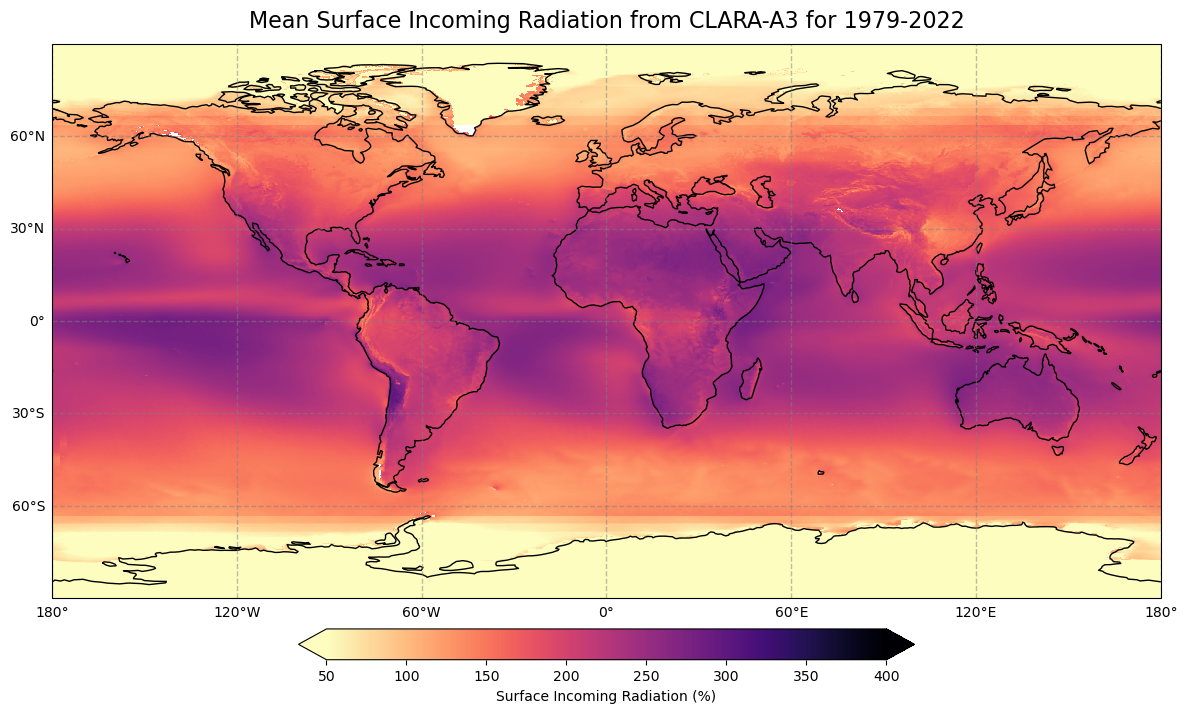 Mean Surface Incoming Radiation from CLARA-A3 for 1979-2022
60°N
30°N
0°
30°S
60°S
180° 120°W 60°W 0° 60°E 120°E 180°
50 100 150 200 250 300 350 400
Surface Incoming Radiation (%)